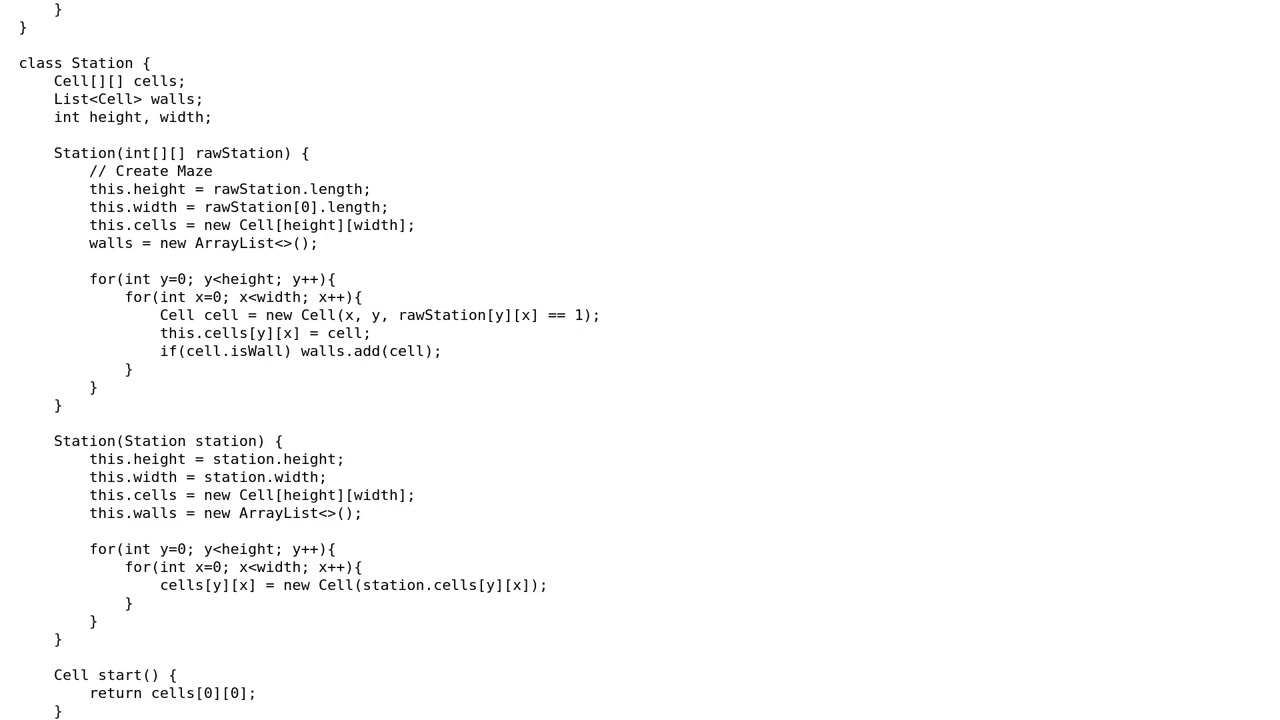 }
}

class Station {
    Cell[][] cells;
    List<Cell> walls;
    int height, width;

    Station(int[][] rawStation) {
        // Create Maze
        this.height = rawStation.length;
        this.width = rawStation[0].length;
        this.cells = new Cell[height][width];
        walls = new ArrayList<>();

        for(int y=0; y<height; y++){
            for(int x=0; x<width; x++){
                Cell cell = new Cell(x, y, rawStation[y][x] == 1);
                this.cells[y][x] = cell;
                if(cell.isWall) walls.add(cell);
            }
        }
    }

    Station(Station station) {
        this.height = station.height;
        this.width = station.width;
        this.cells = new Cell[height][width];
        this.walls = new ArrayList<>();

        for(int y=0; y<height; y++){
            for(int x=0; x<width; x++){
                cells[y][x] = new Cell(station.cells[y][x]);
            }
        }
    }

    Cell start() {
        return cells[0][0];
    }